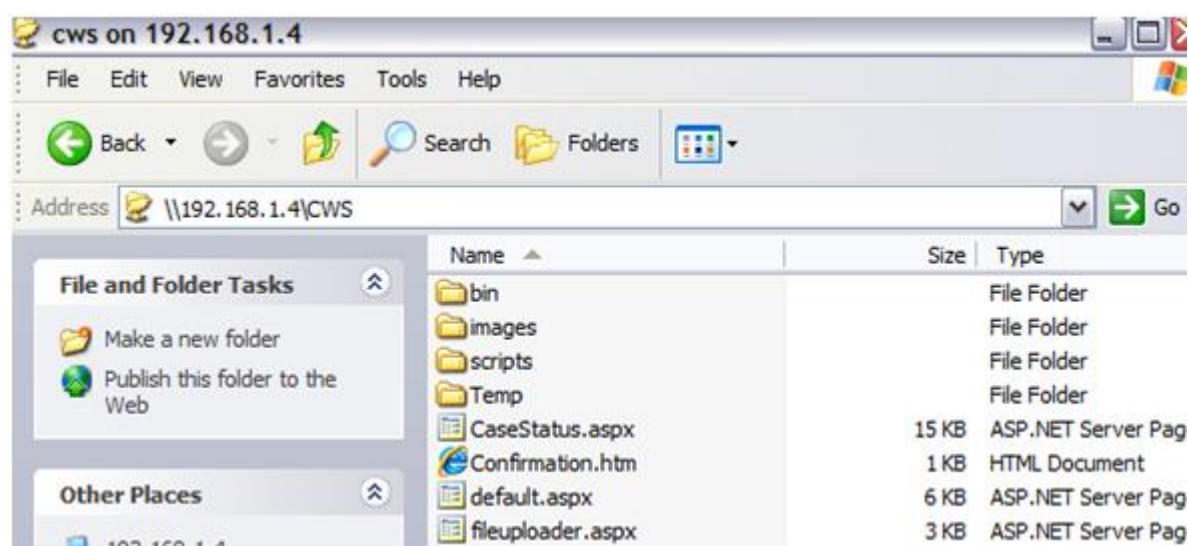 cws on 192.168.1.4
File Edit View Favorites Tools Help
Back Search Folders
Address \\192.168.1.4\CWS Go
Name Size Type
File and Folder Tasks
Make a new folder
Publish this folder to the
Web
Other Places
bin File Folder
images File Folder
scripts File Folder
Temp File Folder
CaseStatus.aspx 15 KB ASP.NET Server Pag
Confirmation.htm 1 KB HTML Document
default.aspx 6 KB ASP.NET Server Pag
fileuploader.aspx 3 KB ASP.NET Server Pag